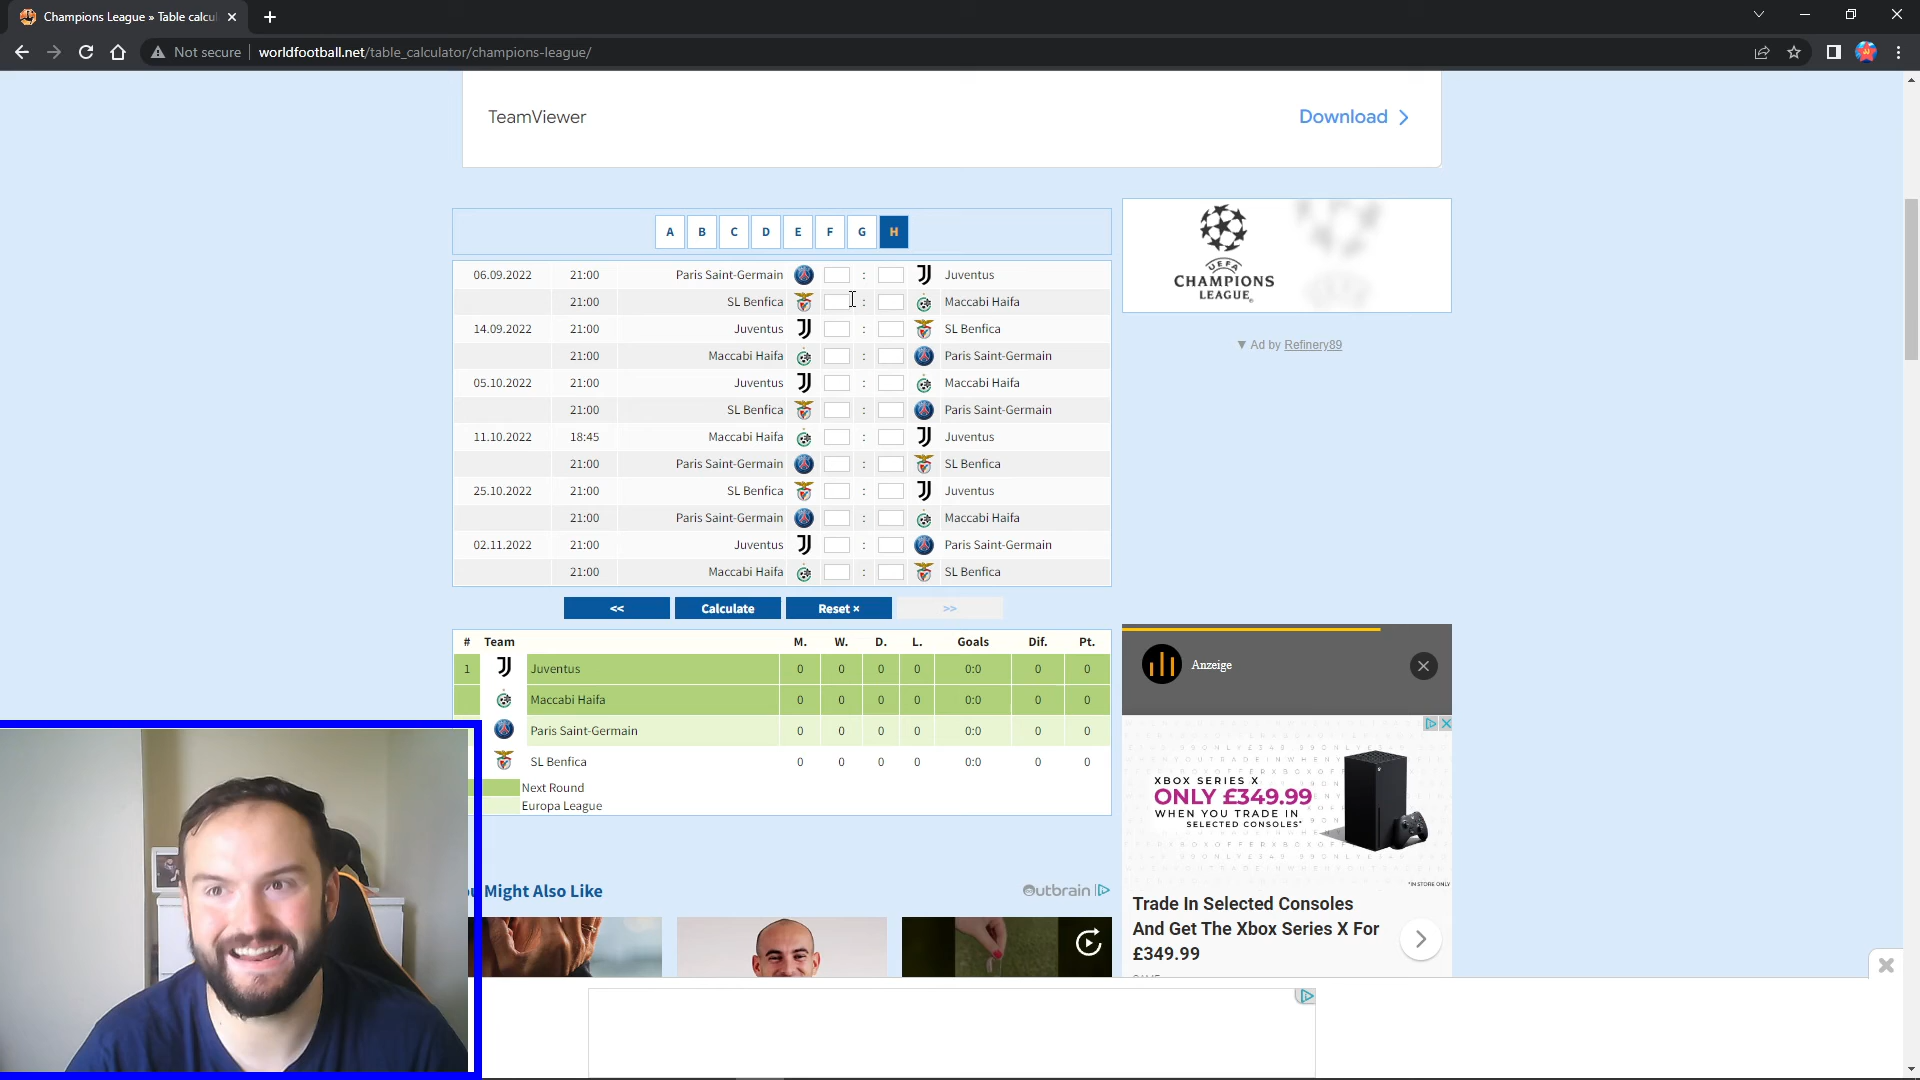 Champions League » Table calcu
Not secure worldfootball.net/table_calculator/champions-league/
TeamViewer Download
A B C D E F G H
06.09.2022 21:00 Paris Saint-Germain : Juventus
21:00 SL Benfica : Maccabi Haifa
14.09.2022 21:00 Juventus : SL Benfica
21:00 Maccabi Haifa : Paris Saint-Germain
05.10.2022 21:00 Juventus : Maccabi Haifa
21:00 SL Benfica : Paris Saint-Germain
11.10.2022 18:45 Maccabi Haifa : Juventus
21:00 Paris Saint-Germain : SL Benfica
25.10.2022 21:00 SL Benfica : Juventus
21:00 Paris Saint-Germain : Maccabi Haifa
02.11.2022 21:00 Juventus : Paris Saint-Germain
21:00 Maccabi Haifa : SL Benfica
<< Calculate Reset × >>
# Team M. W. D. L. Goals Dif. Pt.
1 Juventus 0 0 0 0 0:0 0 0
Maccabi Haifa 0 0 0 0 0:0 0 0
Paris Saint-Germain 0 0 0 0 0:0 0 0
SL Benfica 0 0 0 0 0:0 0 0
Next Round
Europa League
Might Also Like
Outbrain
UEFA
CHAMPIONS
LEAGUE
▼ Ad by Refinery89
Anzeige
XBOX SERIES X
ONLY £349.99
WHEN YOU TRADE IN
SELECTED CONSOLES*
*IN STORE ONLY
Trade In Selected Consoles
And Get The Xbox Series X For
£349.99